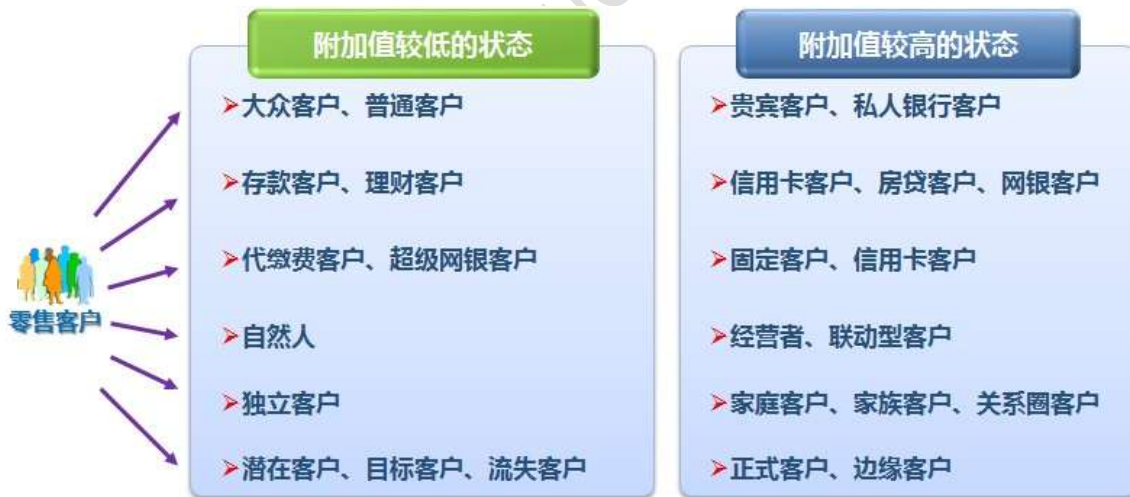 附加值较低的状态
附加值较高的状态
➢大众客户、普通客户
➢贵宾客户、私人银行客户
➢存款客户、理财客户
➢信用卡客户、房贷客户、网银客户
➢代缴费客户、超级网银客户
➢固定客户、信用卡客户
零售客户
➢自然人
➢经营者、联动型客户
➢独立客户
➢家庭客户、家族客户、关系圈客户
➢潜在客户、目标客户、流失客户
➢正式客户、边缘客户